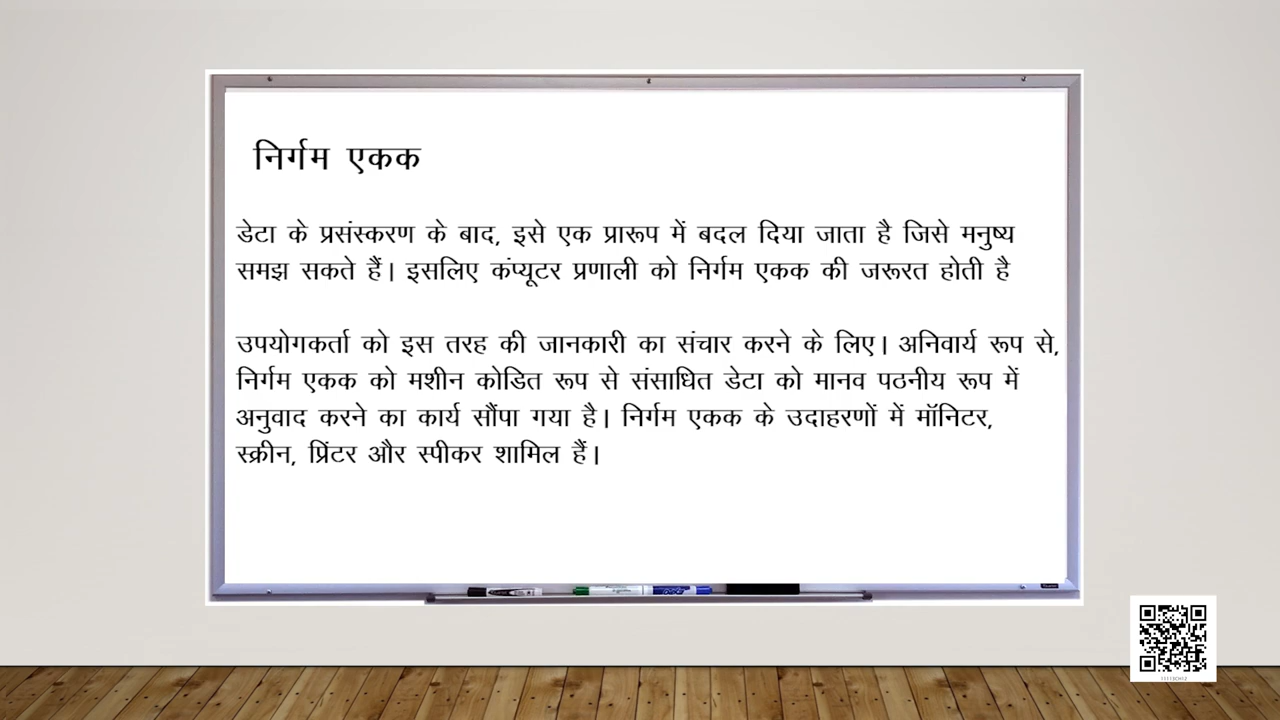 निर्गम एकक
डेटा के प्रसंस्करण के बाद, इसे एक प्रारूप में बदल दिया जाता है जिसे मनुष्य
समझ सकते हैं। इसलिए कंप्यूटर प्रणाली को निर्गम एकक की जरूरत होती है
उपयोगकर्ता को इस तरह की जानकारी का संचार करने के लिए। अनिवार्य रूप से,
निर्गम एकक को मशीन कोडित रूप से संसाधित डेटा को मानव पठनीय रूप में
अनुवाद करने का कार्य सौंपा गया है। निर्गम एकक के उदाहरणों में मॉनिटर,
स्क्रीन, प्रिंटर और स्पीकर शामिल हैं।